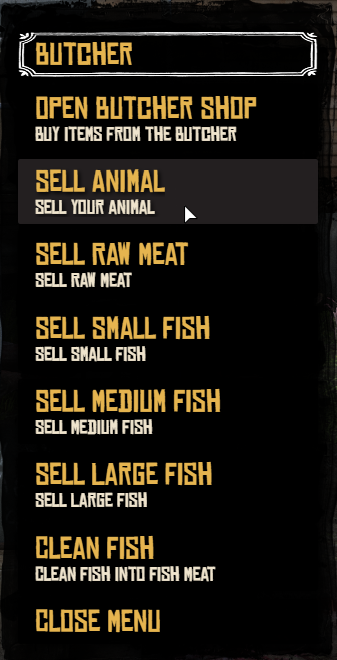 BUTCHER
OPEN BUTCHER SHOP
BUY ITEMS FROM THE BUTCHER
SELL ANIMAL
SELL YOUR ANIMAL
SELL RAW MEAT
SELL RAW MEAT
SELL SMALL FISH
SELL SMALL FISH
SELL MEDIUM FISH
SELL MEDIUM FISH
SELL LARGE FISH
SELL LARGE FISH
CLEAN FISH
CLEAN FISH INTO FISH MEAT
CLOSE MENU